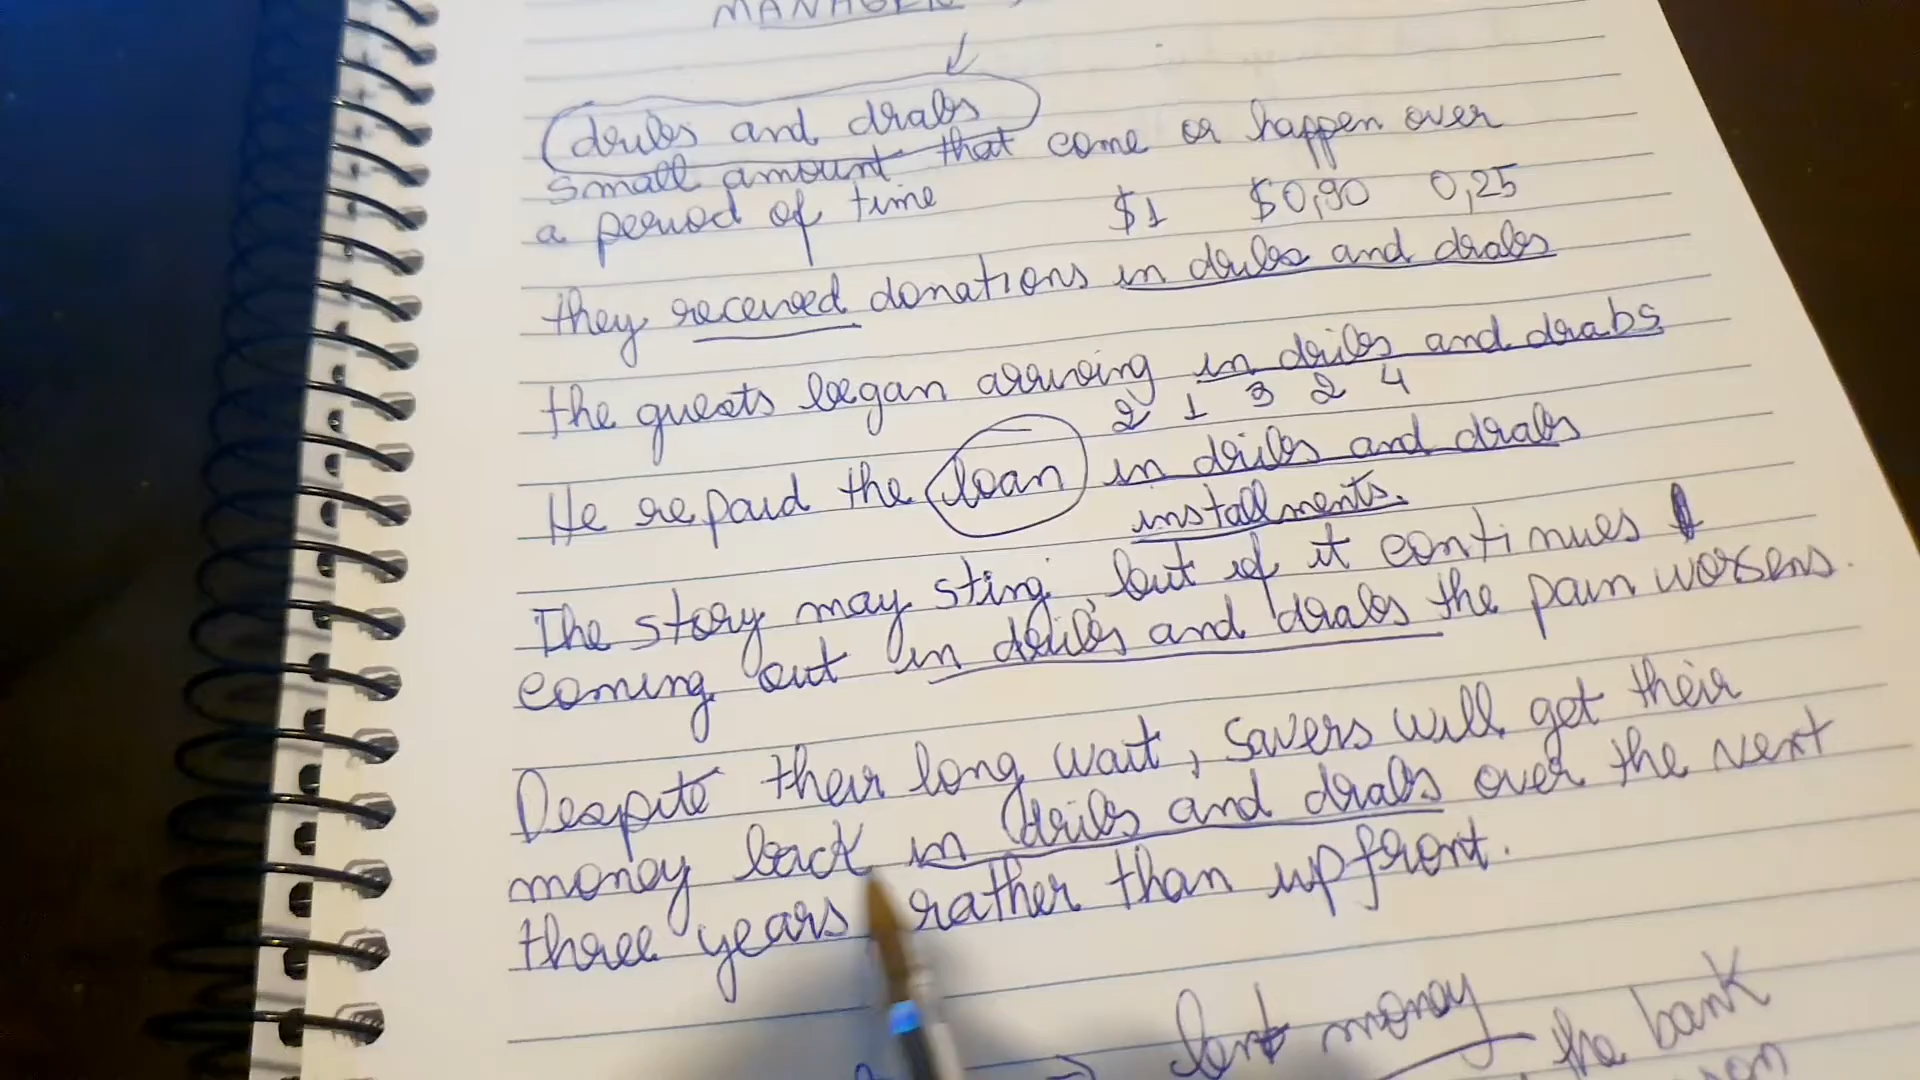 MANAGER
dribs and drabs
small amount that come or happen over
a period of time $1 $0,90 0,25
they received donations in dribs and drabs
the guests began arriving in dribs and drabs
2 1 3 2 4
He repaid the loan in dribs and drabs
installments.
The story may sting, but if it continues
coming out in dribs and drabs the pain worsens.
Despite their long wait, savers will get their
money back in dribs and drabs over the next
three years rather than upfront.
lent money
the bank